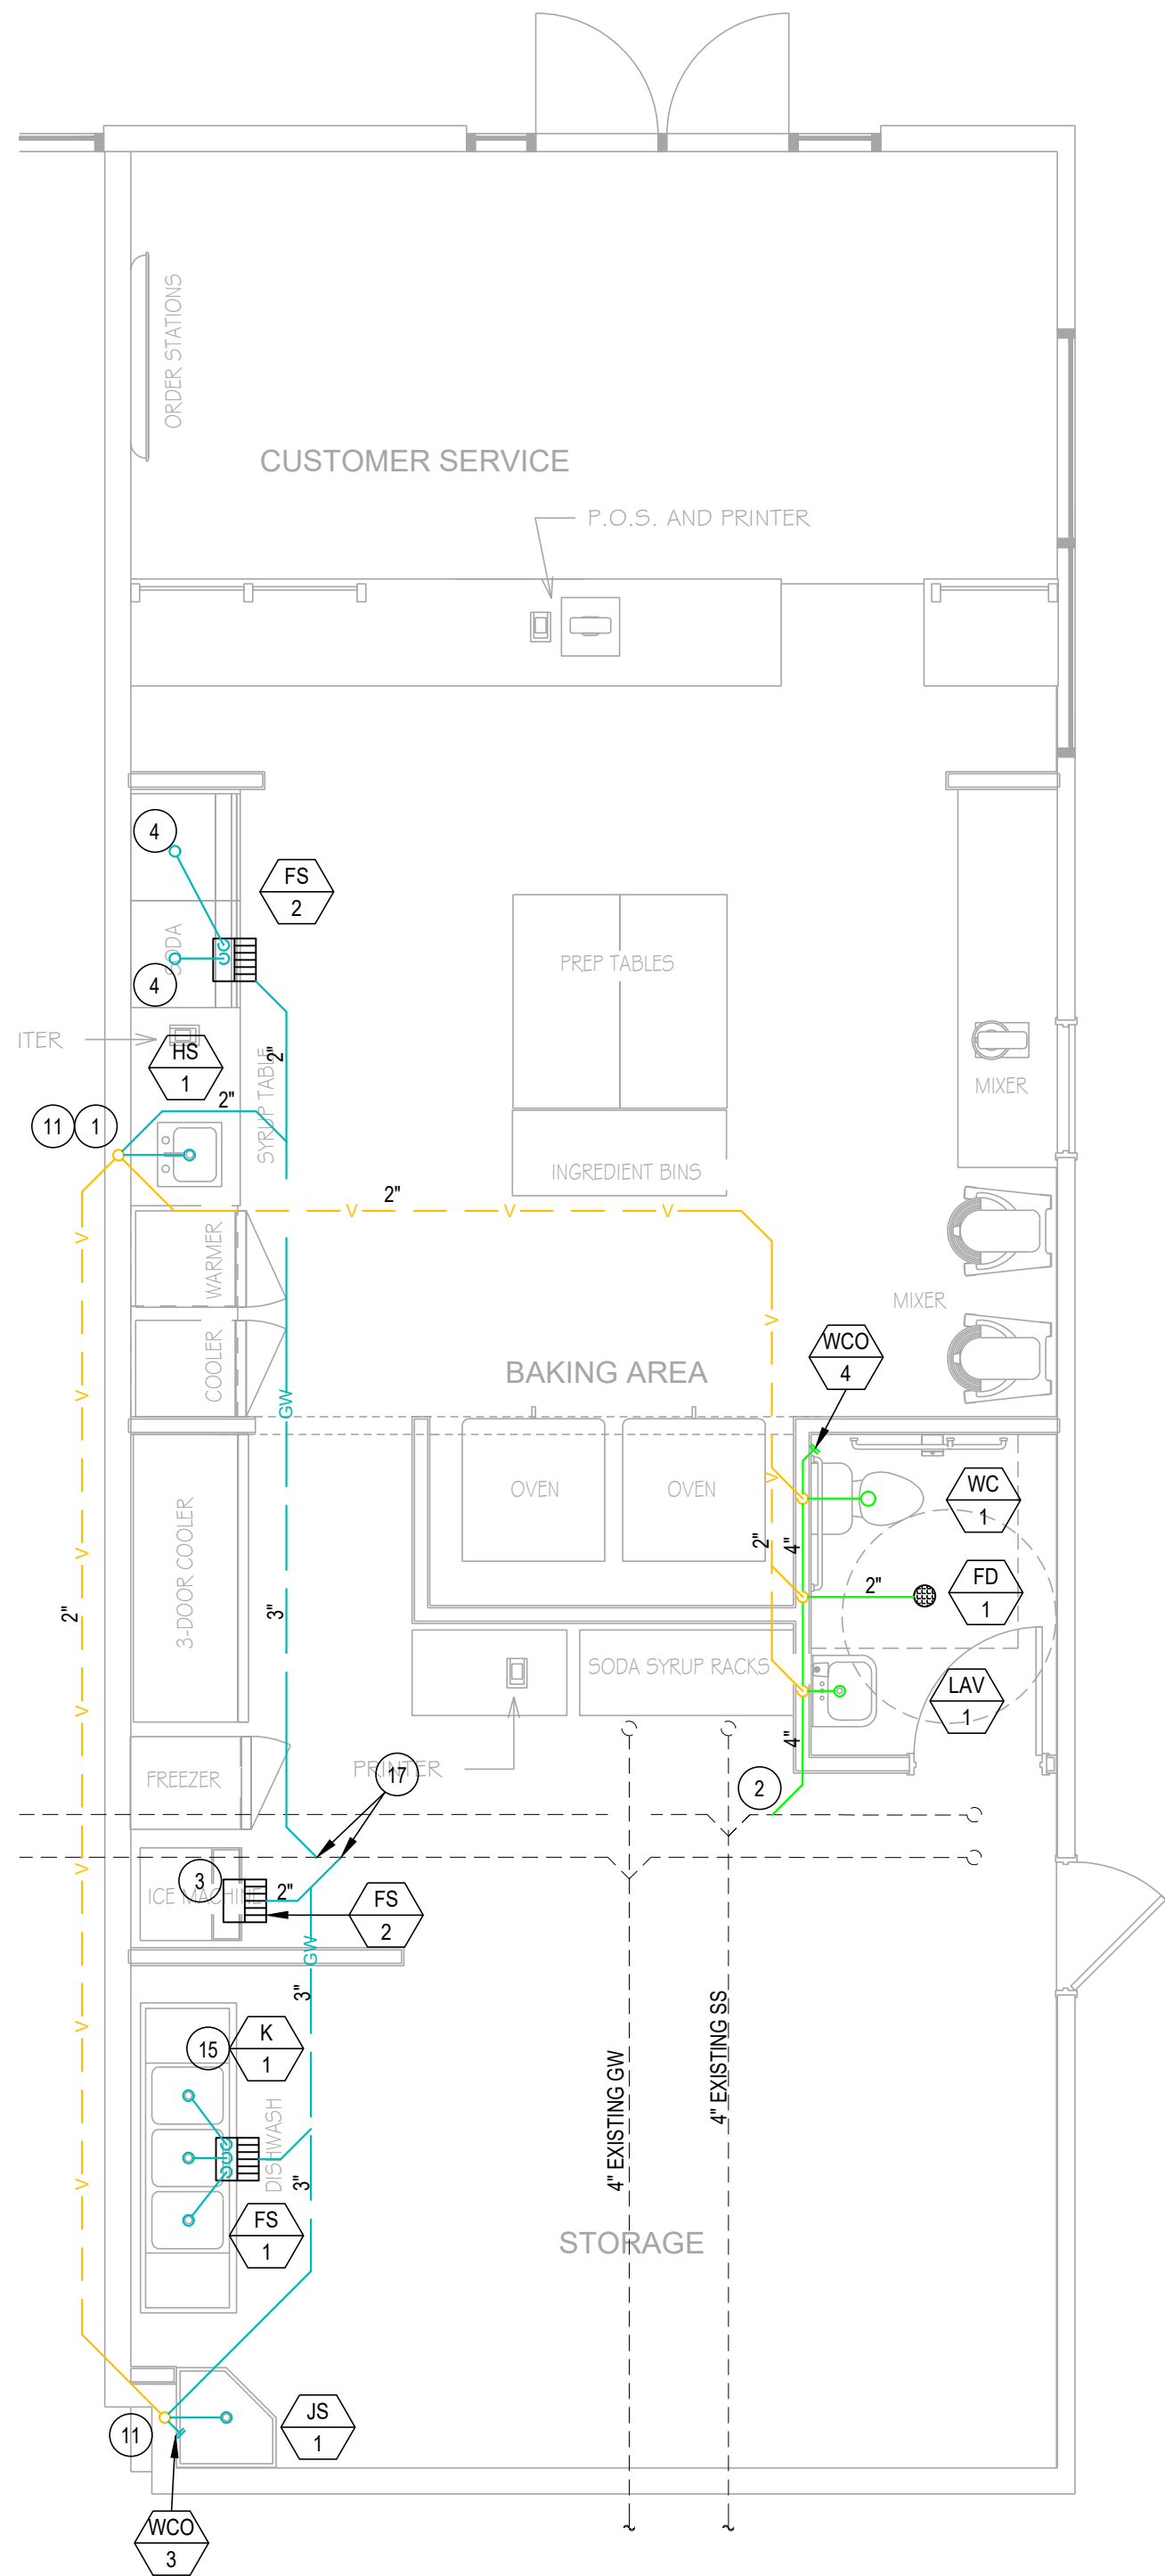 ORDER STATIONS
CUSTOMER SERVICE
P.O.S. AND PRINTER
4
FS
2
SODA
4
PREP TABLES
ITER
HS
1
SYRUP TABLE
2"
MIXER
2"
11
1
INGREDIENT BINS
2"
V
V
V
V
WARMER
MIXER
V
COOLER
BAKING AREA
WCO
4
V
GW
V
OVEN
OVEN
WC
1
3-DOOR COOLER
V
2"
4"
2"
FD
1
2"
3"
SODA SYRUP RACKS
LAV
1
V
4"
FREEZER
PRINTER
17
2
V
3
ICE MACHINE
2"
FS
2
GW
3"
4" EXISTING GW
4" EXISTING SS
15
K
1
V
DISHWASH
3"
V
FS
1
STORAGE
JS
1
11
WCO
3